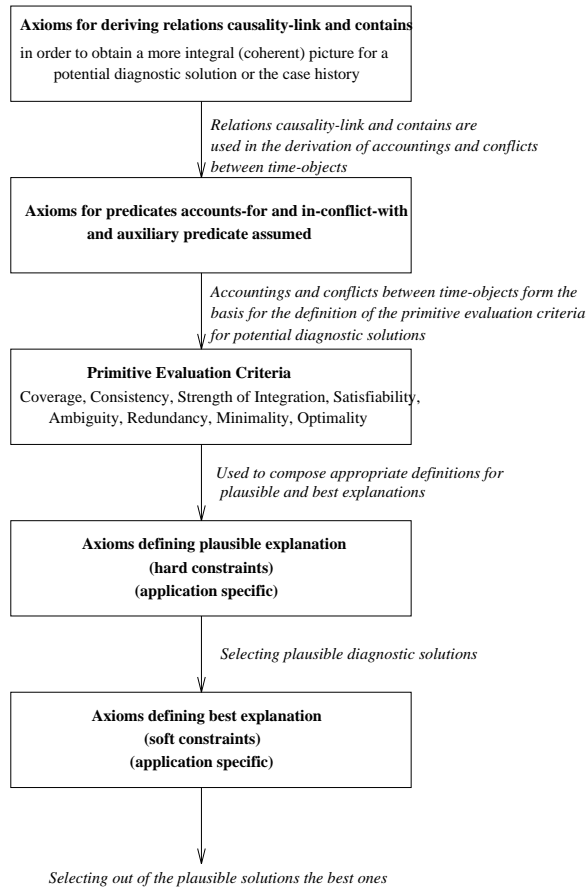 Axioms for deriving relations causality-link and contains
in order to obtain a more integral (coherent) picture for a
potential diagnostic solution or the case history
Relations causality-link and contains are
used in the derivation of accountings and conflicts
between time-objects
Axioms for predicates accounts-for and in-conflict-with
and auxiliary predicate assumed
Accountings and conflicts between time-objects form the
basis for the definition of the primitive evaluation criteria
for potential diagnostic solutions
Primitive Evaluation Criteria
Coverage, Consistency, Strength of Integration, Satisfiability,
Ambiguity, Redundancy, Minimality, Optimality
Used to compose appropriate definitions for
plausible and best explanations
Axioms defining plausible explanation
(hard constraints)
(application specific)
Selecting plausible diagnostic solutions
Axioms defining best explanation
(soft constraints)
(application specific)
Selecting out of the plausible solutions the best ones